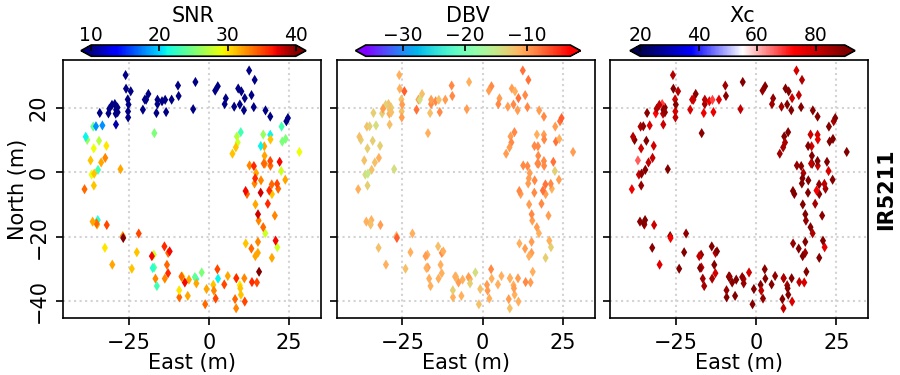 SNR DBV Xc
10 20 30 40 −30 −20 −10 20 40 60 80
20
0
−20
−40
North (m)
−25 0 25 −25 0 25 −25 0 25
East (m) East (m) East (m)
IR5211